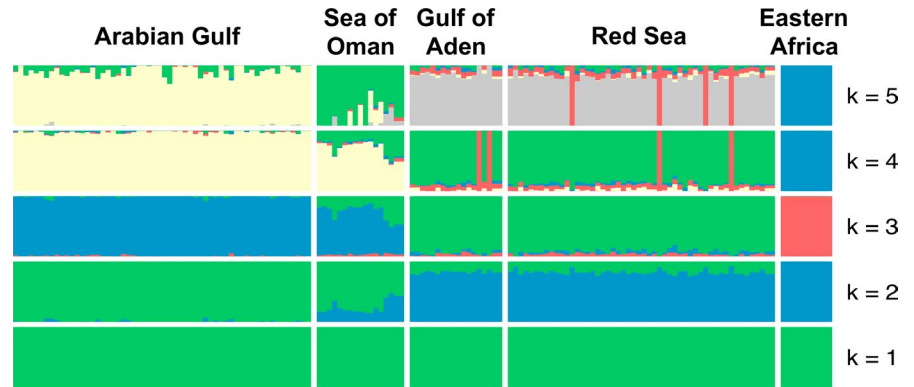 Arabian Gulf
Sea of
Oman
Gulf of
Aden
Red Sea
Eastern
Africa
k = 5
k = 4
k = 3
k = 2
k = 1